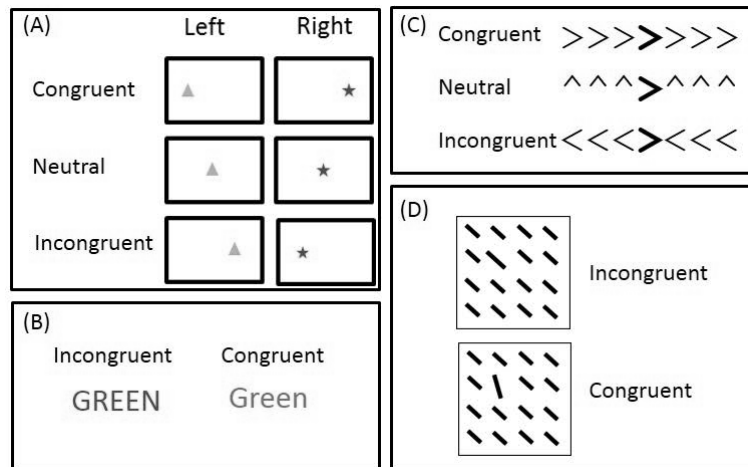 (A)
Left Right
Congruent
Neutral
Incongruent
(B)
Incongruent Congruent
GREEN Green
(C)
Congruent >>>>>>>
Neutral ^^^>^^^
Incongruent <<<><<<
(D)
Incongruent
Congruent